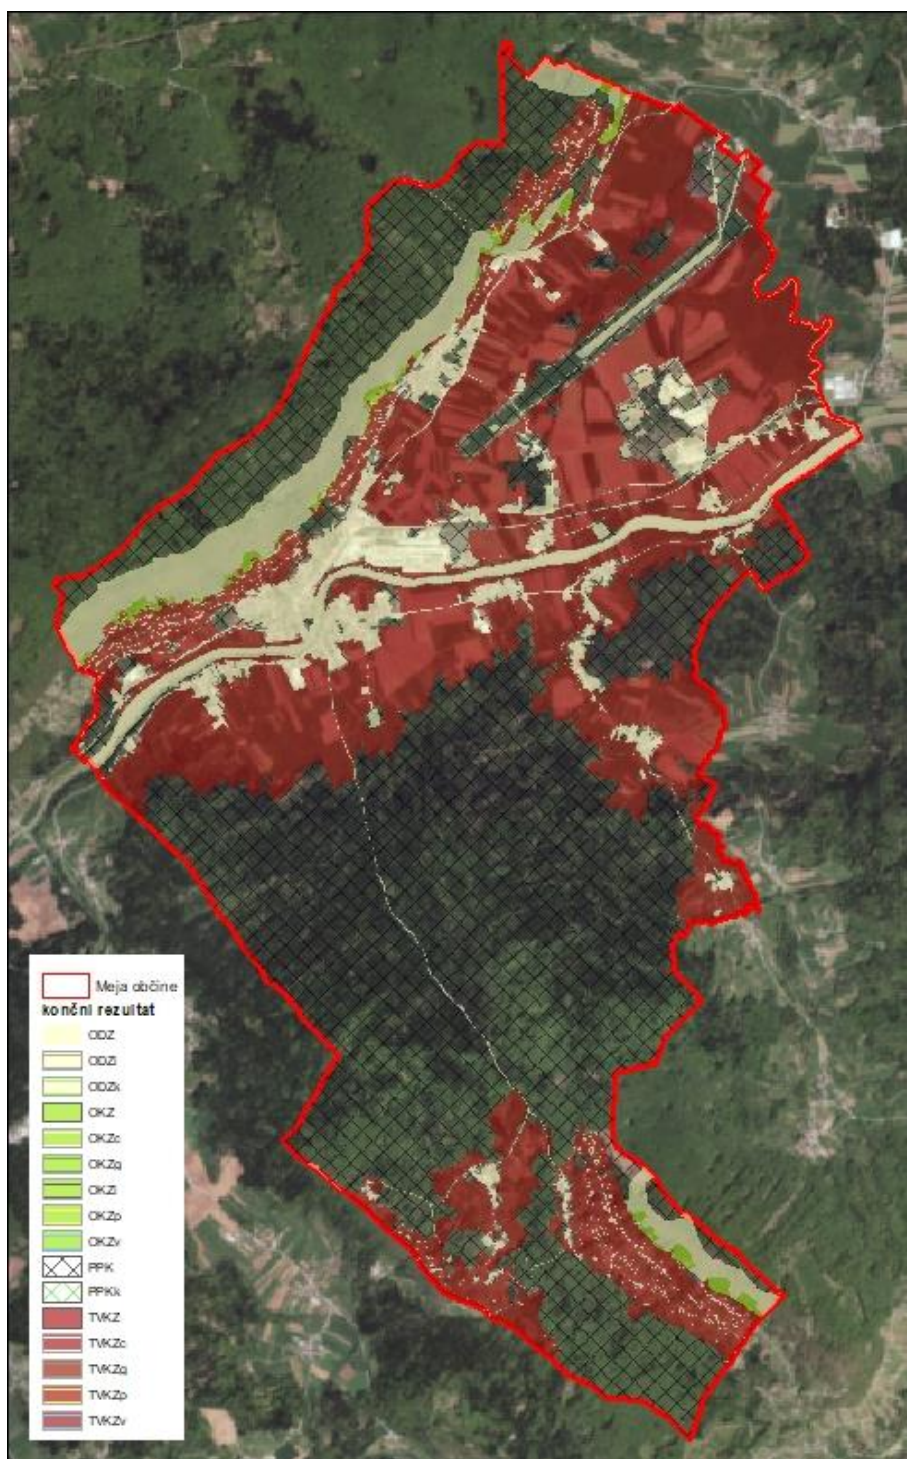 Meja občine
končni rezultat
ODZ
ODZl
ODZk
OKZ
OKZc
OKZg
OKZl
OKZp
OKZv
PPK
PPKk
TVKZ
TVKZc
TVKZg
TVKZp
TVKZv